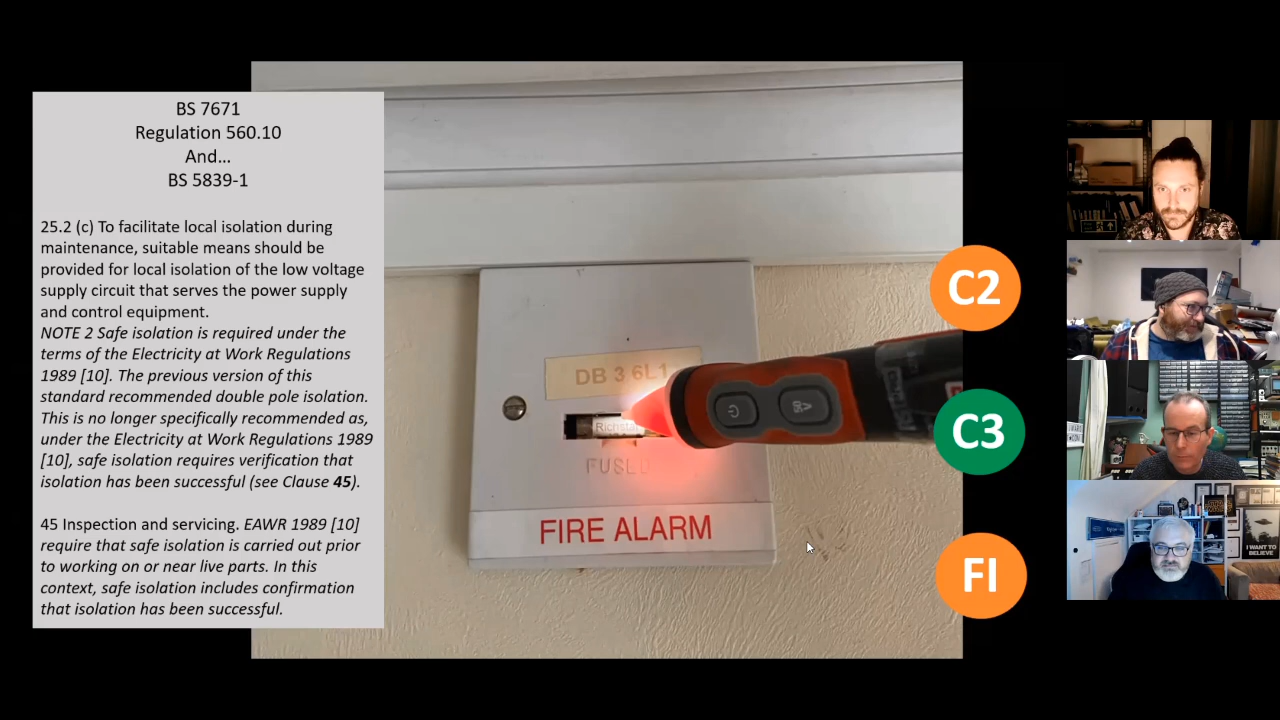 BS 7671
Regulation 560.10
And...
BS 5839-1
25.2 (c) To facilitate local isolation during
maintenance, suitable means should be
provided for local isolation of the low voltage
supply circuit that serves the power supply
and control equipment.
NOTE 2 Safe isolation is required under the
terms of the Electricity at Work Regulations
1989 [10]. The previous version of this
standard recommended double pole isolation.
This is no longer specifically recommended as,
under the Electricity at Work Regulations 1989
[10], safe isolation requires verification that
isolation has been successful (see Clause 45).
45 Inspection and servicing. EAWR 1989 [10]
require that safe isolation is carried out prior
to working on or near live parts. In this
context, safe isolation includes confirmation
that isolation has been successful.
DB 3 6L1
FUSED
FIRE ALARM
C2
C3
FI
I WANT TO
BELIEVE